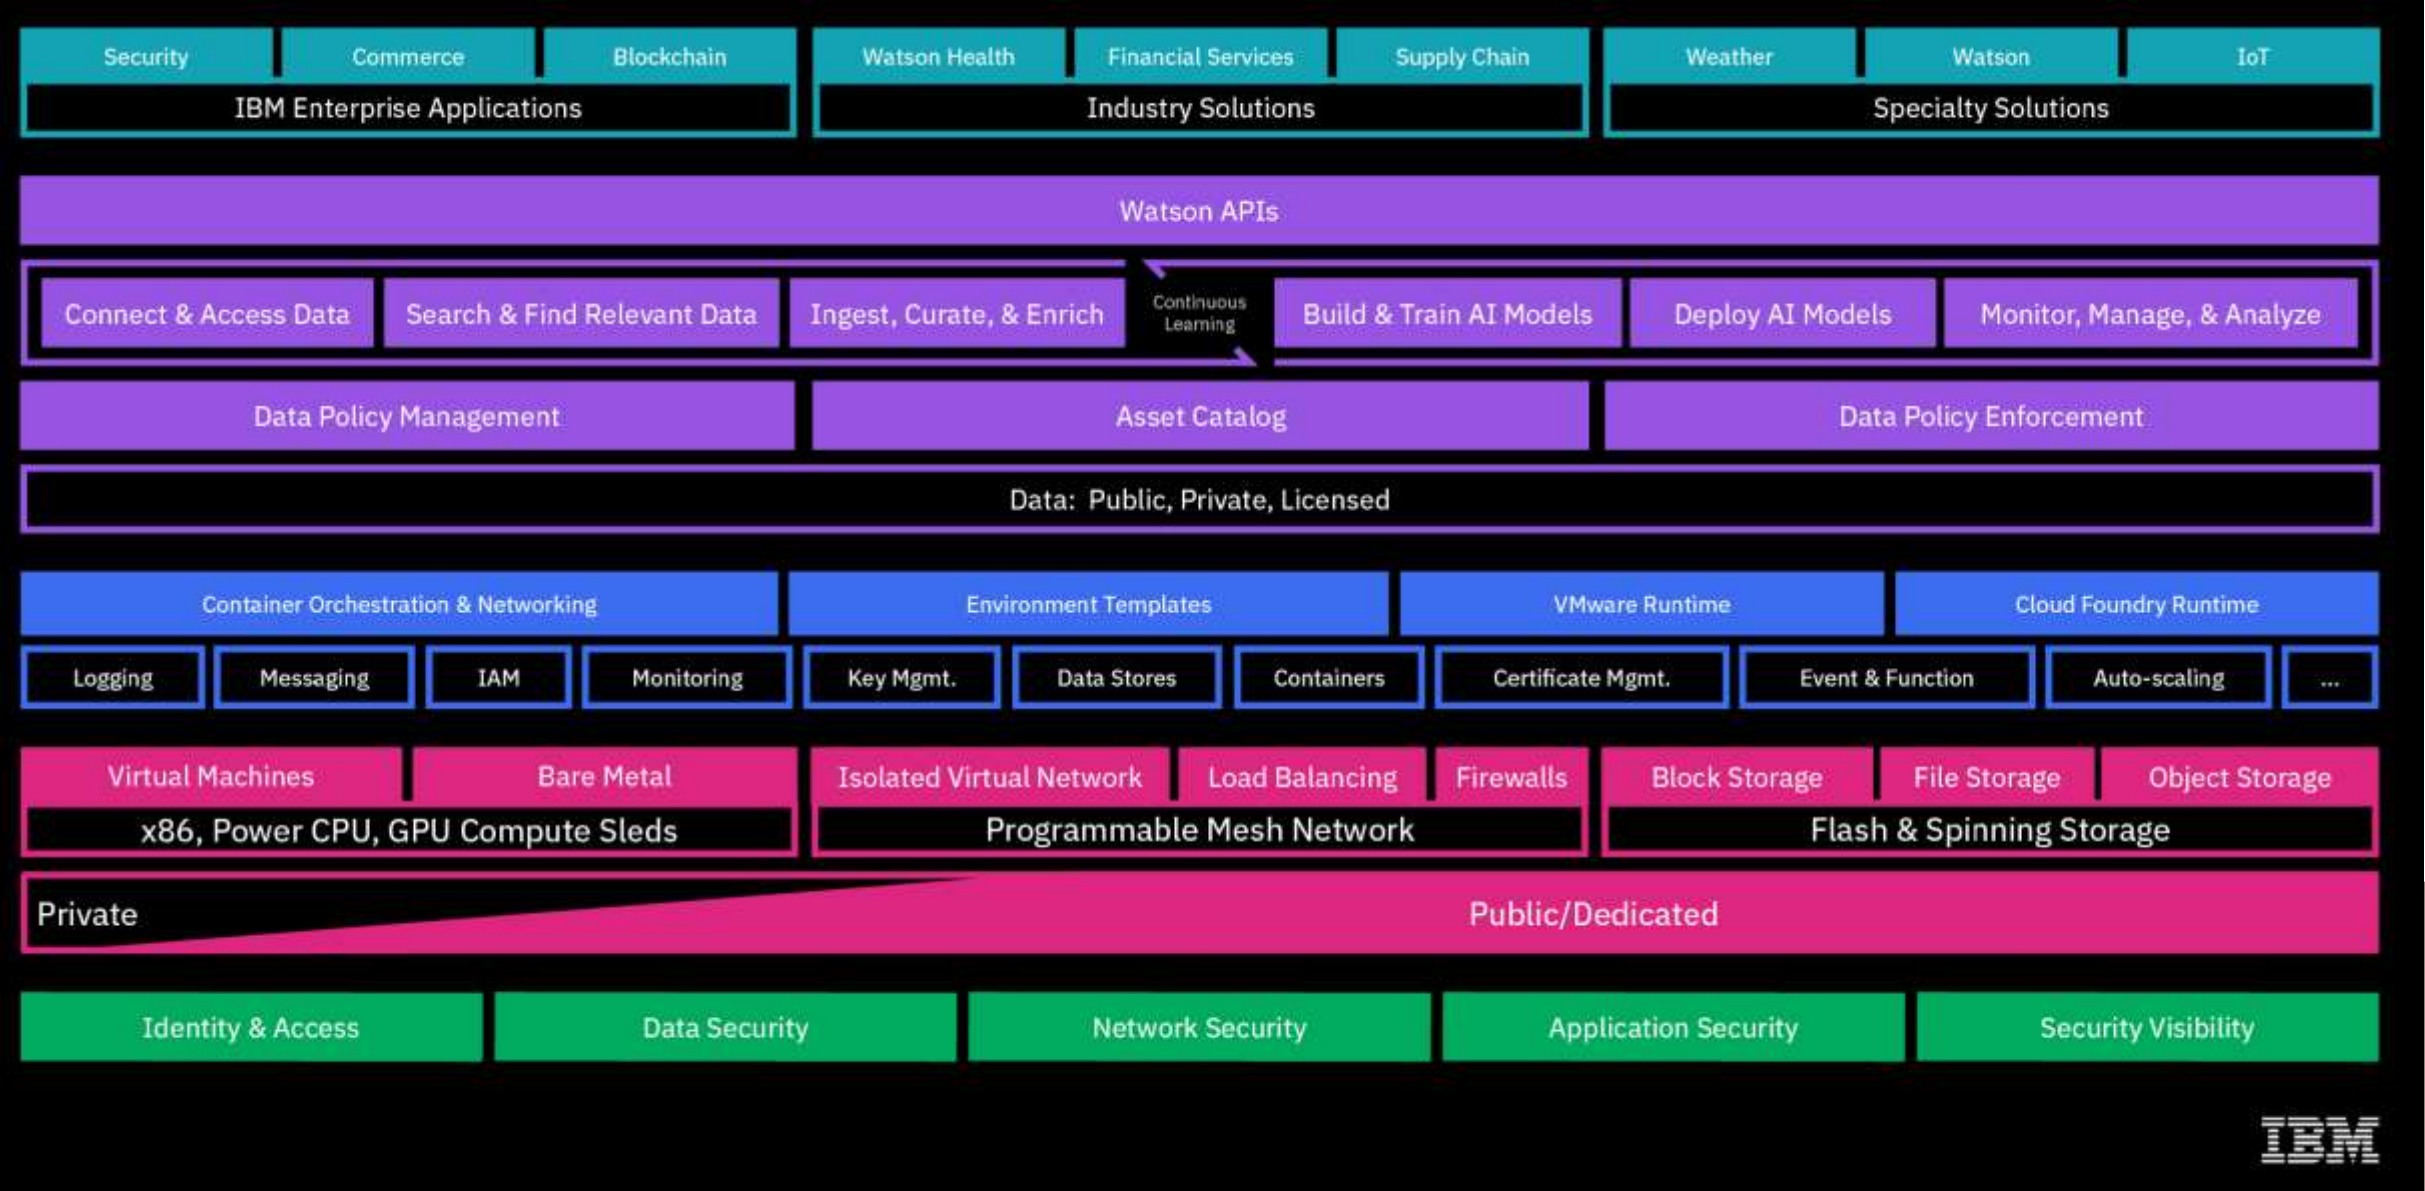 Security Commerce Blockchain Watson Health Financial Services Supply Chain Weather Watson IoT
IBM Enterprise Applications Industry Solutions Specialty Solutions
Watson APIs
Connect & Access Data Search & Find Relevant Data Ingest, Curate, & Enrich Continuous Learning Build & Train AI Models Deploy AI Models Monitor, Manage, & Analyze
Data Policy Management Asset Catalog Data Policy Enforcement
Data: Public, Private, Licensed
Container Orchestration & Networking Environment Templates VMware Runtime Cloud Foundry Runtime
Logging Messaging IAM Monitoring Key Mgmt. Data Stores Containers Certificate Mgmt. Event & Function Auto-scaling ...
Virtual Machines Bare Metal Isolated Virtual Network Load Balancing Firewalls Block Storage File Storage Object Storage
x86, Power CPU, GPU Compute Sleds Programmable Mesh Network Flash & Spinning Storage
Private Public/Dedicated
Identity & Access Data Security Network Security Application Security Security Visibility
IBM